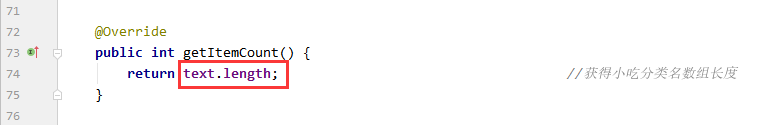 71
72 @Override
73 public int getItemCount() {
74 return text.length; //获得小吃分类名数组长度
75 }
76